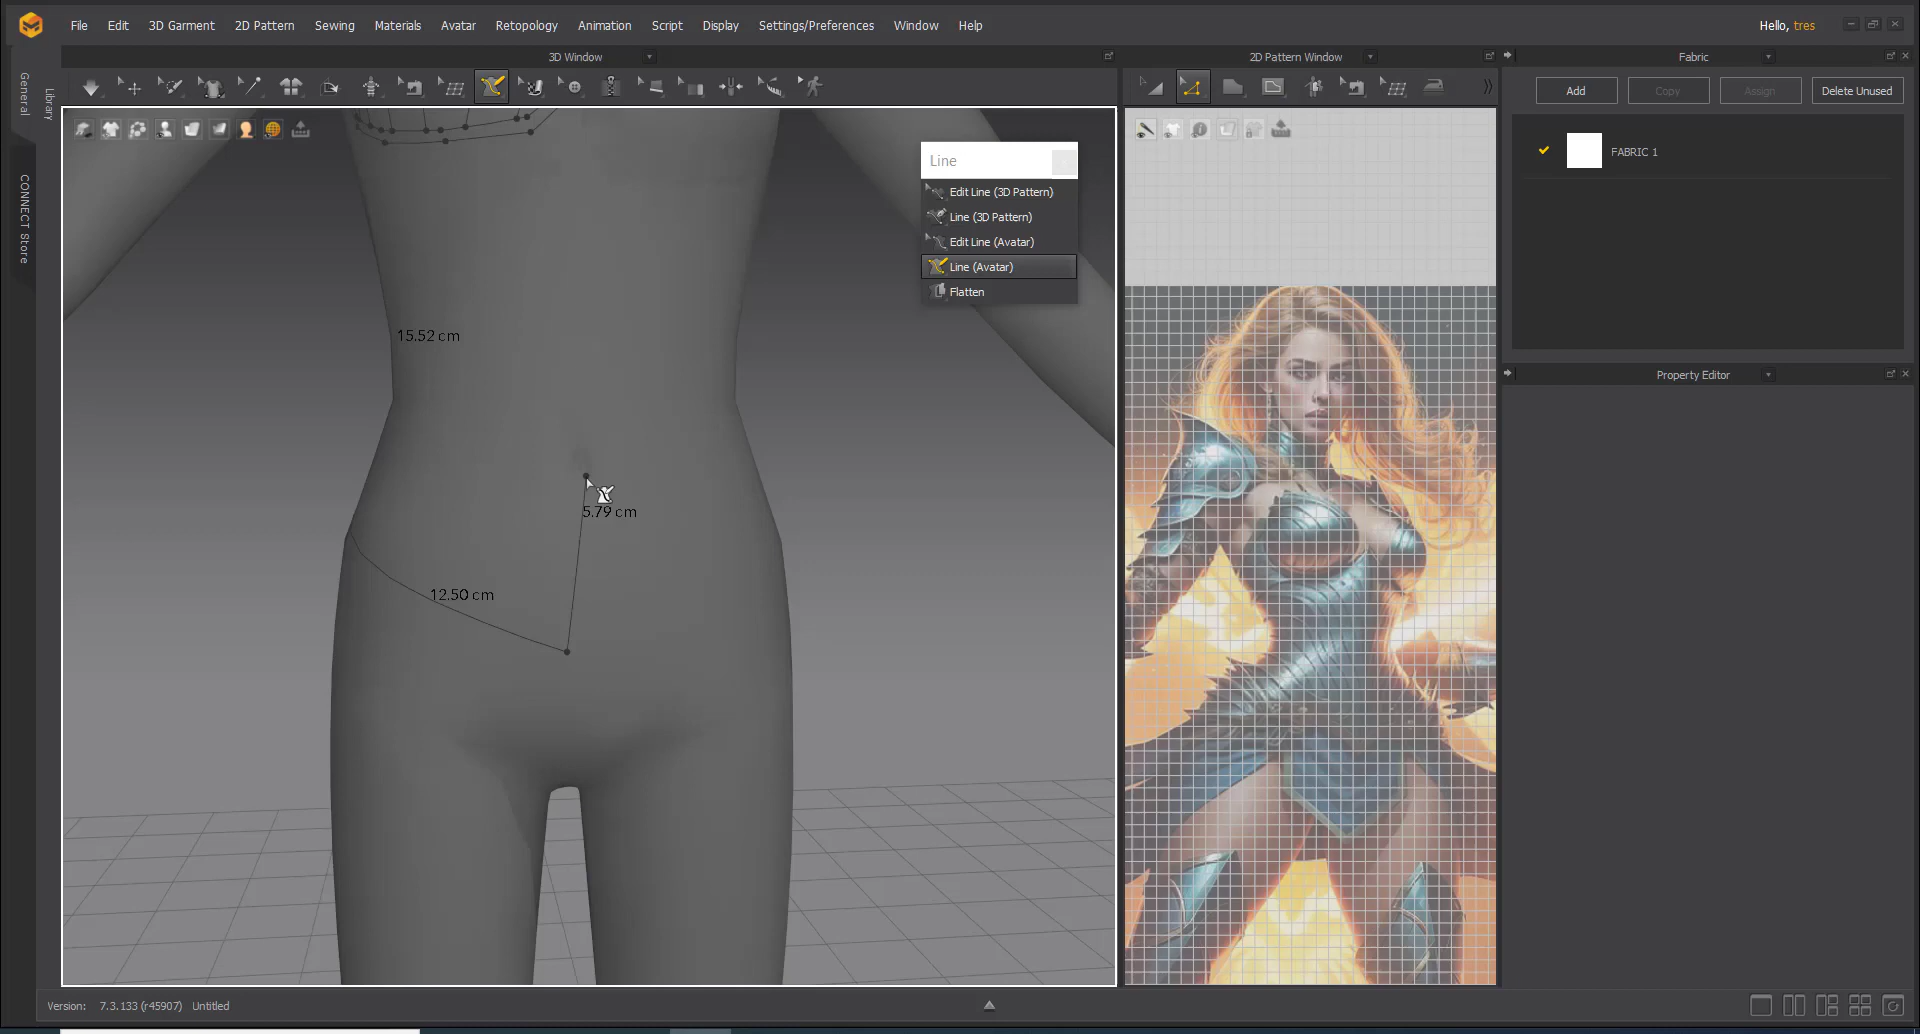 File Edit 3D Garment 2D Pattern Sewing Materials Avatar Retopology Animation Script Display Settings/Preferences Window Help
Hello, tres
3D Window
2D Pattern Window
Fabric
General
Library
CONNECT Store
Add Copy Assign Delete Unused
FABRIC 1
Line
Edit Line (3D Pattern)
Line (3D Pattern)
Edit Line (Avatar)
Line (Avatar)
Flatten
15.52 cm
5.79 cm
12.50 cm
Property Editor
Version: 7.3.133 (r45907) Untitled